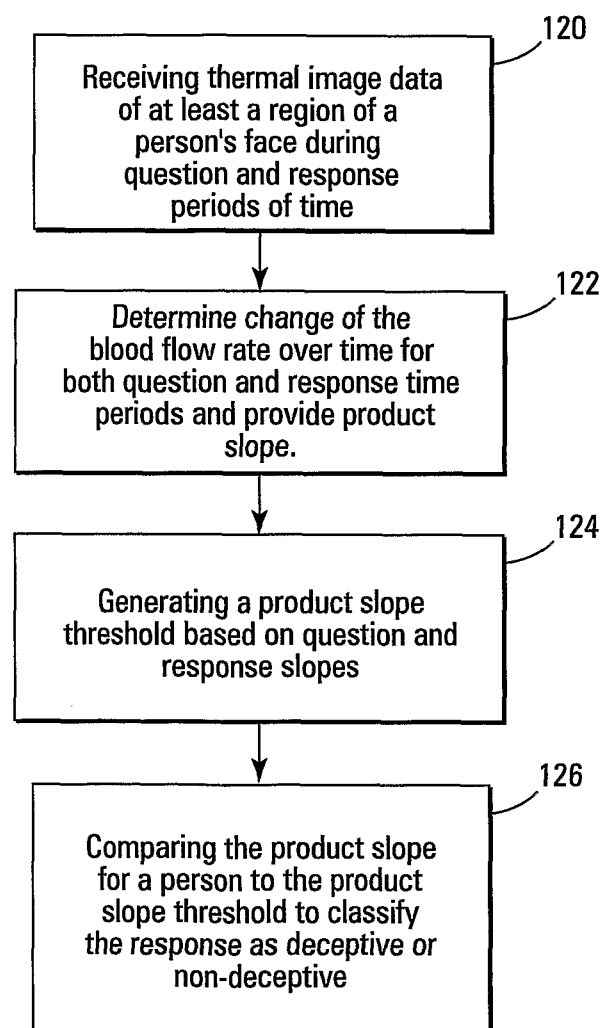 120
Receiving thermal image data
of at least a region of a
person's face during
question and response
periods of time
122
Determine change of the
blood flow rate over time for
both question and response time
periods and provide product
slope.
124
Generating a product slope
threshold based on question and
response slopes
126
Comparing the product slope
for a person to the product
slope threshold to classify
the response as deceptive or
non-deceptive